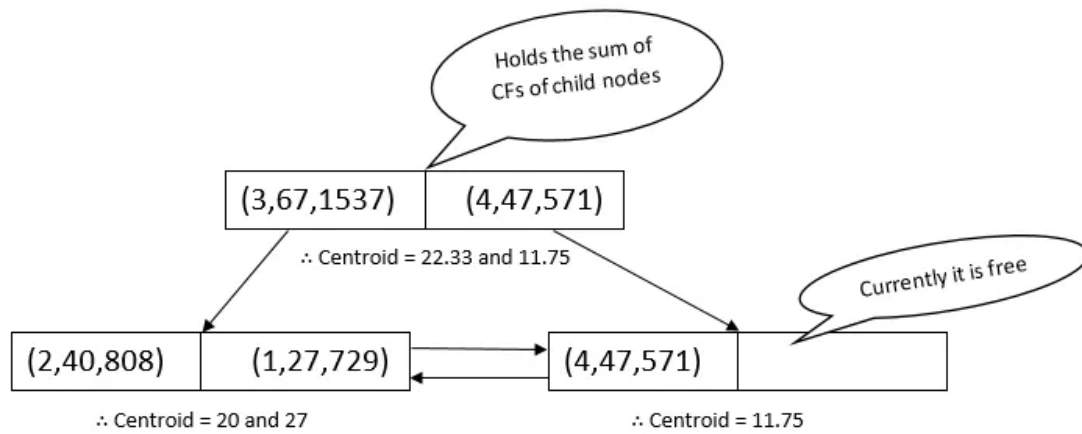 Holds the sum of
CFs of child nodes
(3,67,1537) (4,47,571)
∴ Centroid = 22.33 and 11.75
Currently it is free
(2,40,808) (1,27,729) (4,47,571)
∴ Centroid = 20 and 27 ∴ Centroid = 11.75